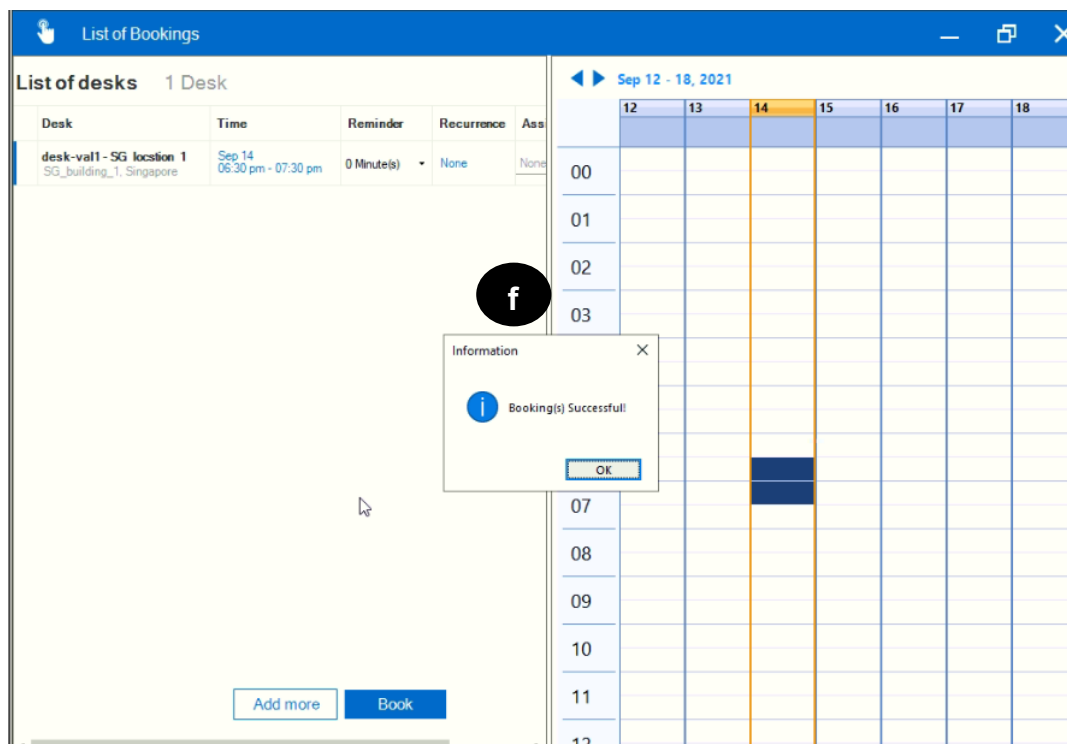 List of Bookings
List of desks 1 Desk
Desk Time Reminder Recurrence Ass
desk-val1 - SG locstion 1
SG_building_1, Singapore
Sep 14
06:30 pm - 07:30 pm
0 Minute(s)
None
None
Add more
Book
f
Information
Booking(s) Successful!
OK
Sep 12 - 18, 2021
12 13 14 15 16 17 18
00
01
02
03
07
08
09
10
11
12